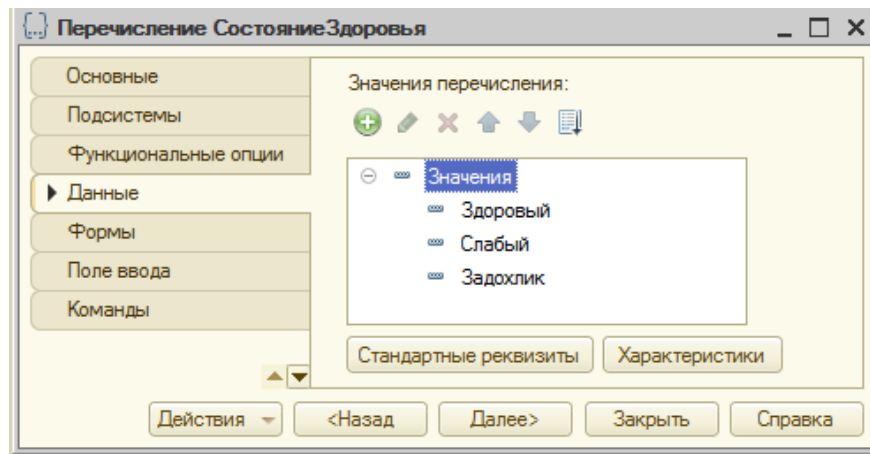 Перечисление СостояниеЗдоровья
Основные
Подсистемы
Функциональные опции
Данные
Формы
Поле ввода
Команды
Значения перечисления:
Значения
Здоровый
Слабый
Задохлик
Стандартные реквизиты
Характеристики
Действия
<Назад
Далее>
Закрыть
Справка